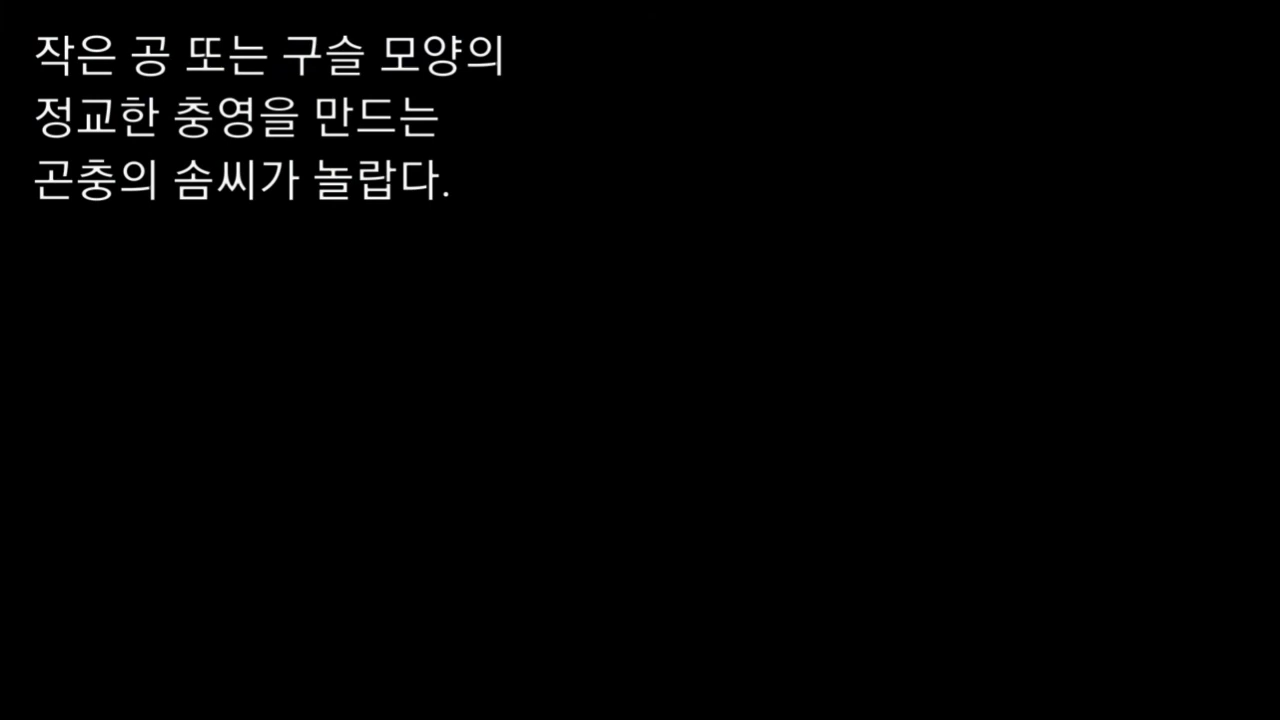 작은 공 또는 구슬 모양의
정교한 충영을 만드는
곤충의 솜씨가 놀랍다.